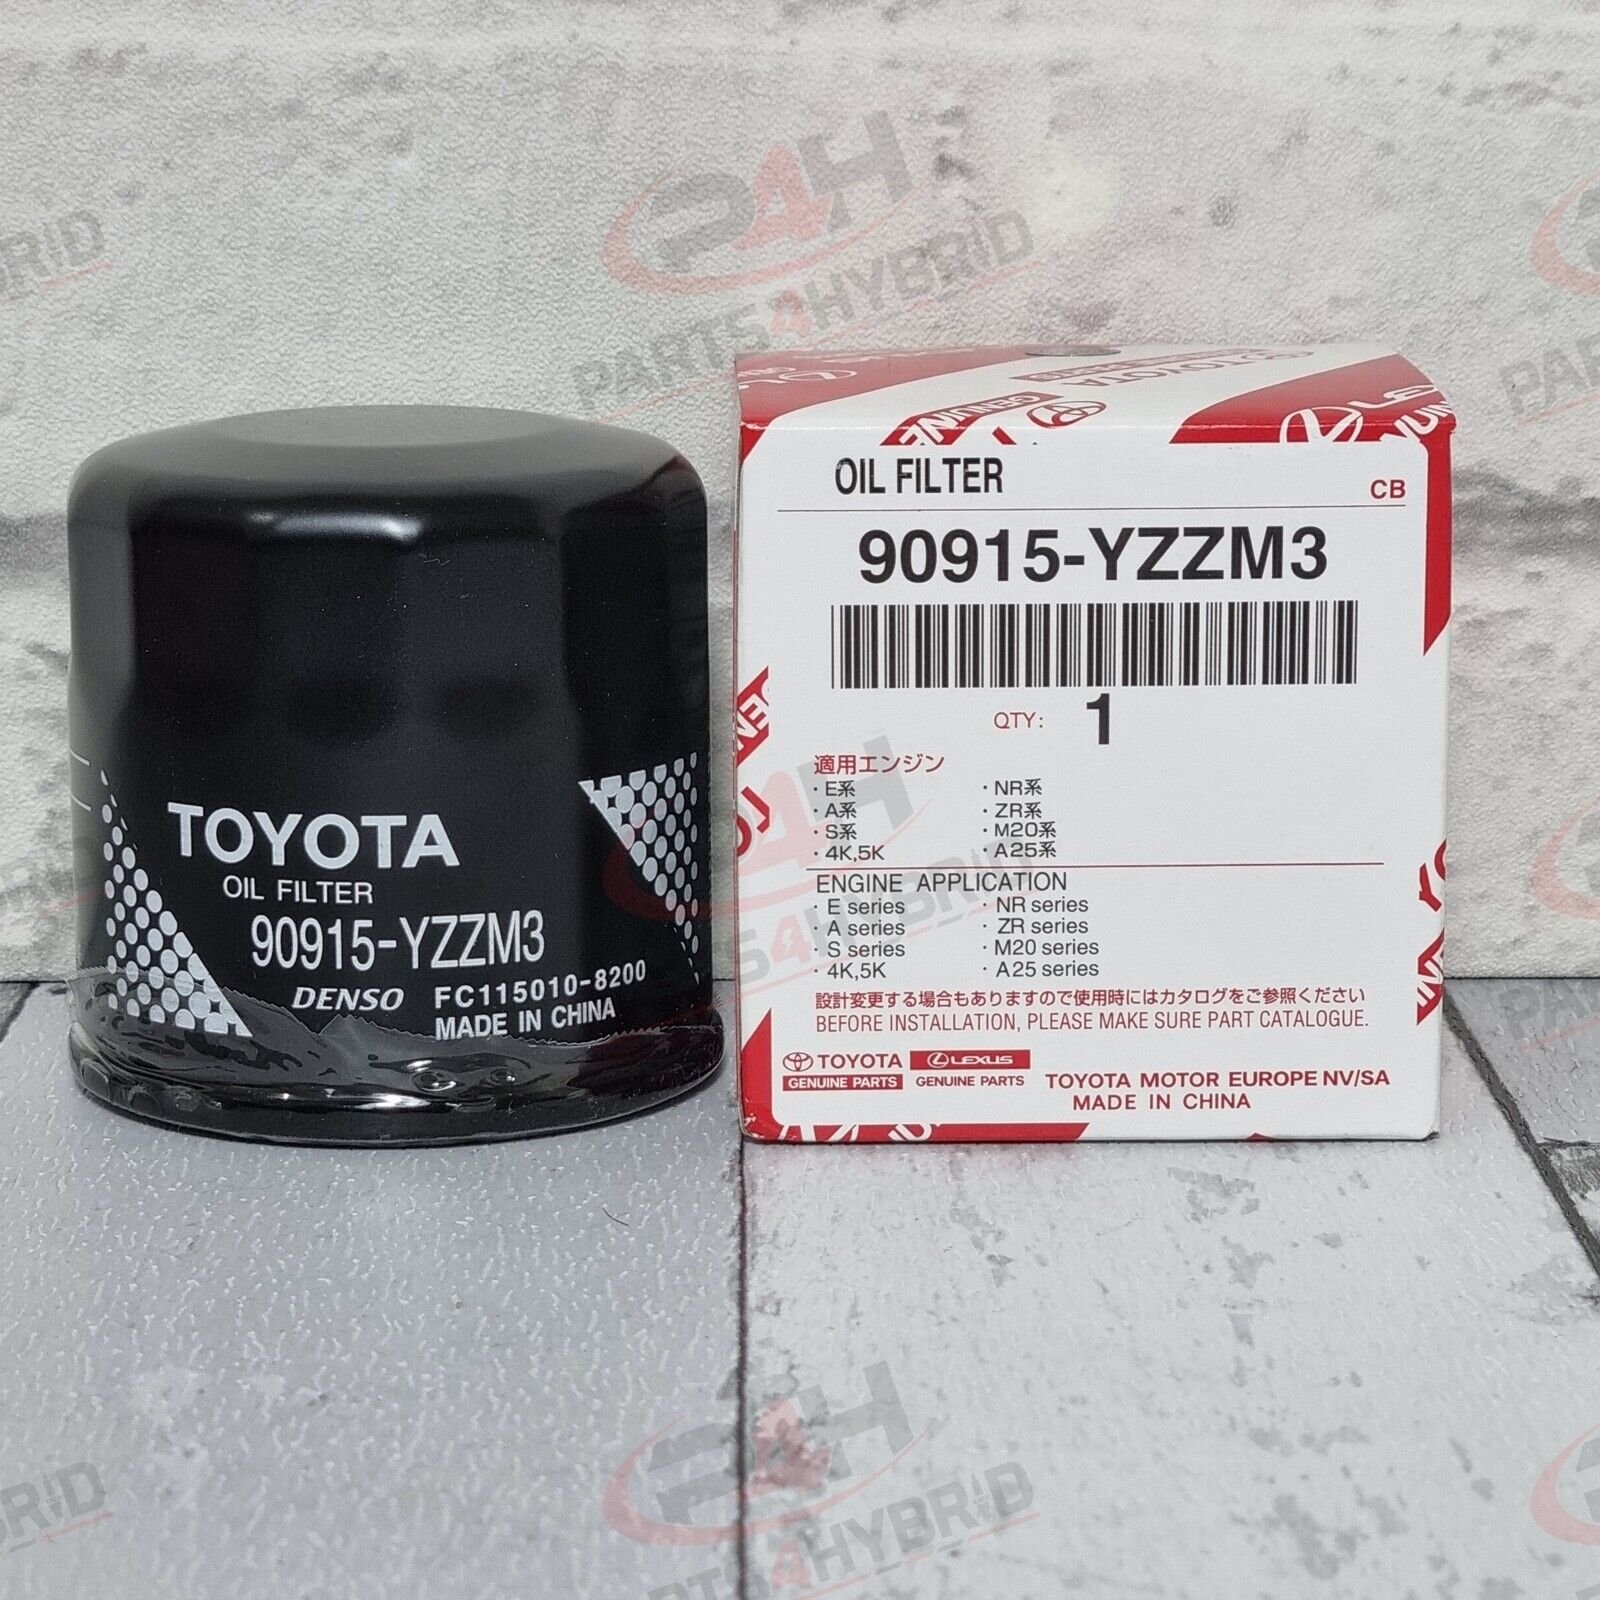 TOYOTA
OIL FILTER
90915-YZZM3
DENSO FC115010-8200
MADE IN CHINA
OIL FILTER
CB
90915-YZZM3
QTY: 1
適用エンジン
・E系 ・NR系
・A系 ・ZR系
・S系 ・M20系
・4K,5K ・A25系
ENGINE APPLICATION
・E series ・NR series
・A series ・ZR series
・S series ・M20 series
・4K,5K ・A25 series
設計変更する場合もありますので使用時にはカタログをご参照ください
BEFORE INSTALLATION, PLEASE MAKE SURE PART CATALOGUE.
TOYOTA LEXUS
GENUINE PARTS GENUINE PARTS
TOYOTA MOTOR EUROPE NV/SA
MADE IN CHINA
P4H
PARTS4HYBRID
P4H
PARTS4HYBRID
P4H
PARTS4HYBRID